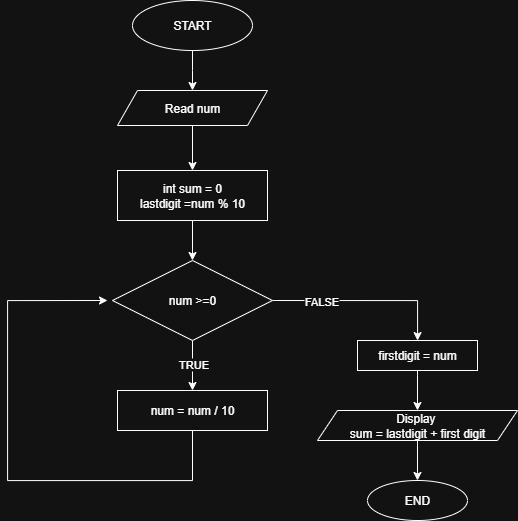 START
Read num
int sum = 0
lastdigit =num % 10
num >=0
FALSE
TRUE
firstdigit = num
num = num / 10
Display
sum = lastdigit + first digit
END